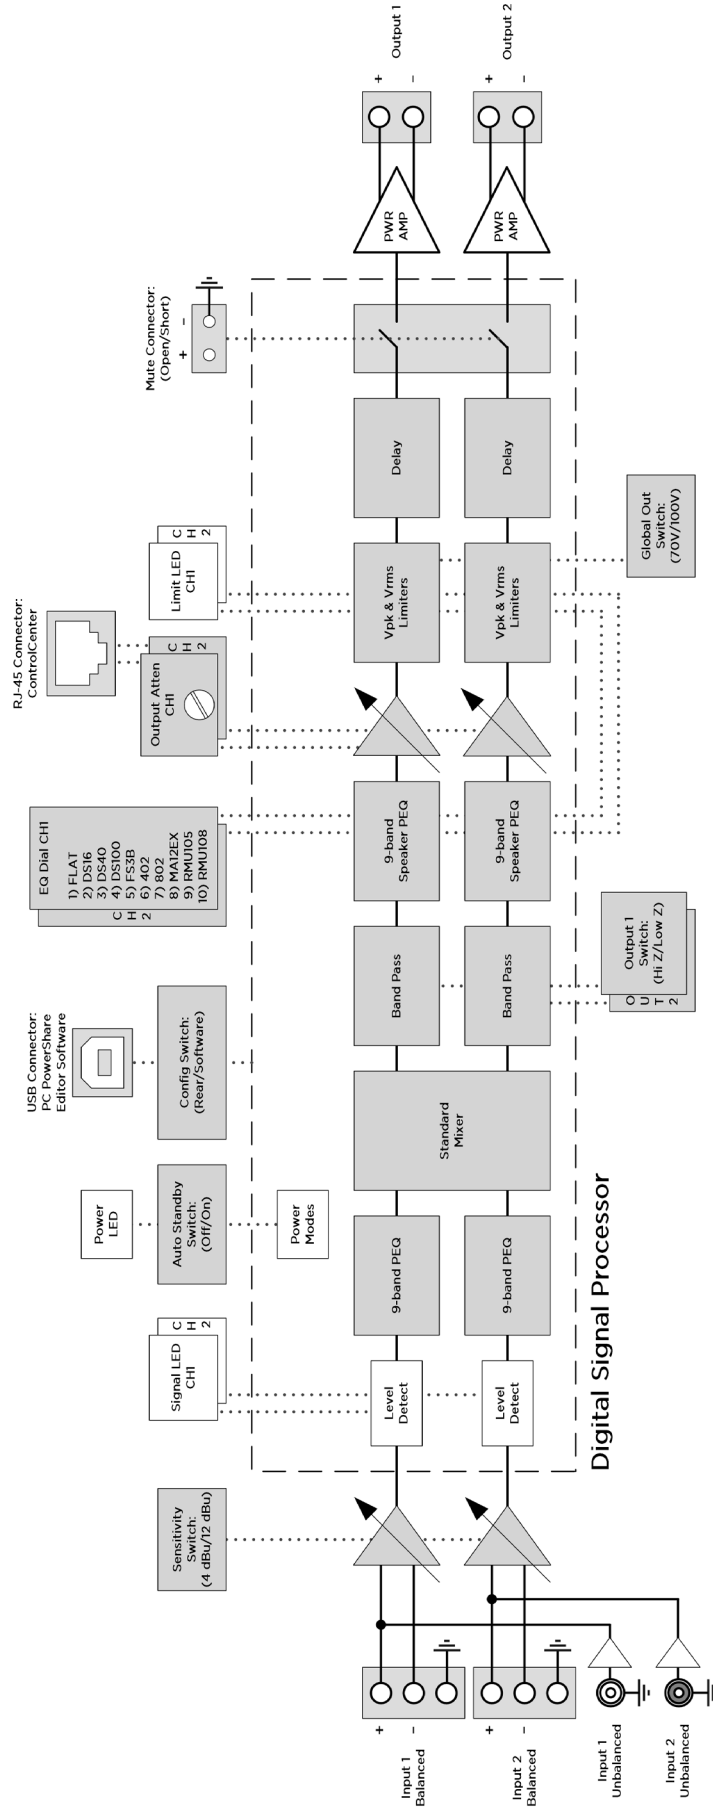 RJ-45 Connector:
ControlCenter
USB Connector:
PC PowerShare
Editor Software
Mute Connector:
(Open/Short)
+ –
Sensitivity
Switch:
(4 dBu/12 dBu)
Signal LED
CH1
C
H
2
Power
LED
Auto Standby
Switch:
(Off/On)
Power
Modes
Config Switch:
(Rear/Software)
EQ Dial CH1
1) FLAT
2) DS16
3) DS40
4) DS100
5) FS3B
6) 402
7) 802
8) MA12EX
9) RMU105
10) RMU108
C
H
2
Output Atten
CH1
C
H
2
Limit LED
CH1
C
H
2
Input 1
Balanced
+
–
Level
Detect
9-band PEQ
Standard
Mixer
Band Pass
9-band
Speaker PEQ
Vpk & Vrms
Limiters
Delay
PWR
AMP
+
–
Output 1
Input 2
Balanced
+
–
Level
Detect
9-band PEQ
Band Pass
9-band
Speaker PEQ
Vpk & Vrms
Limiters
Delay
PWR
AMP
+
–
Output 2
Input 1
Unbalanced
Input 2
Unbalanced
Digital Signal Processor
Output 1
Switch:
(Hi Z/Low Z)
O
U
T
2
Global Out
Switch:
(70V/100V)